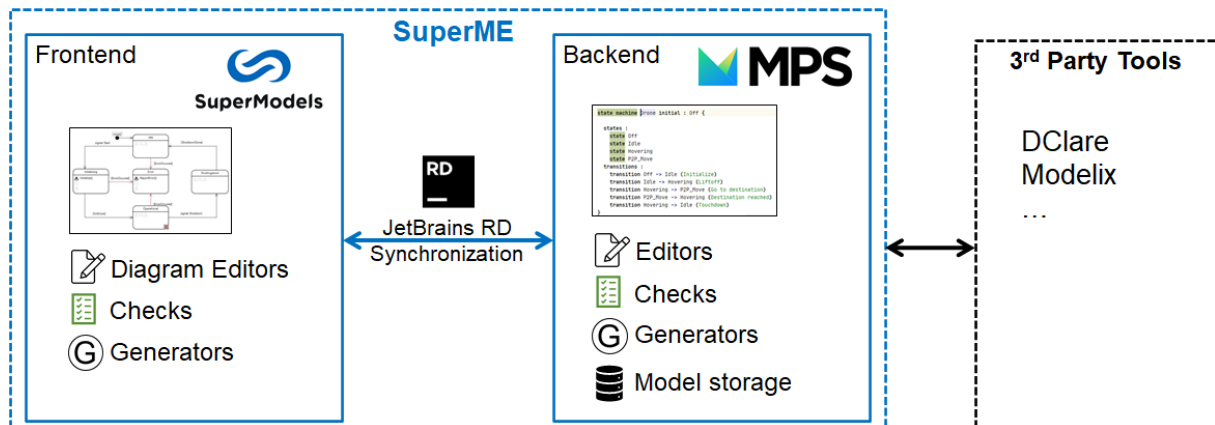 SuperME
Frontend
SuperModels
Diagram Editors
Checks
G Generators
RD
JetBrains RD
Synchronization
Backend
MPS
state machine Drone initial : Off {
states :
state Off
state Idle
state Hovering
state P2P_Move
transitions :
transition Off -> Idle (Initialize)
transition Idle -> Hovering (Liftoff)
transition Hovering -> P2P_Move (Go to destination)
transition P2P_Move -> Hovering (Destination reached)
transition Hovering -> Idle (Touchdown)
}
Editors
Checks
G Generators
Model storage
3rd Party Tools
DClare
Modelix
...